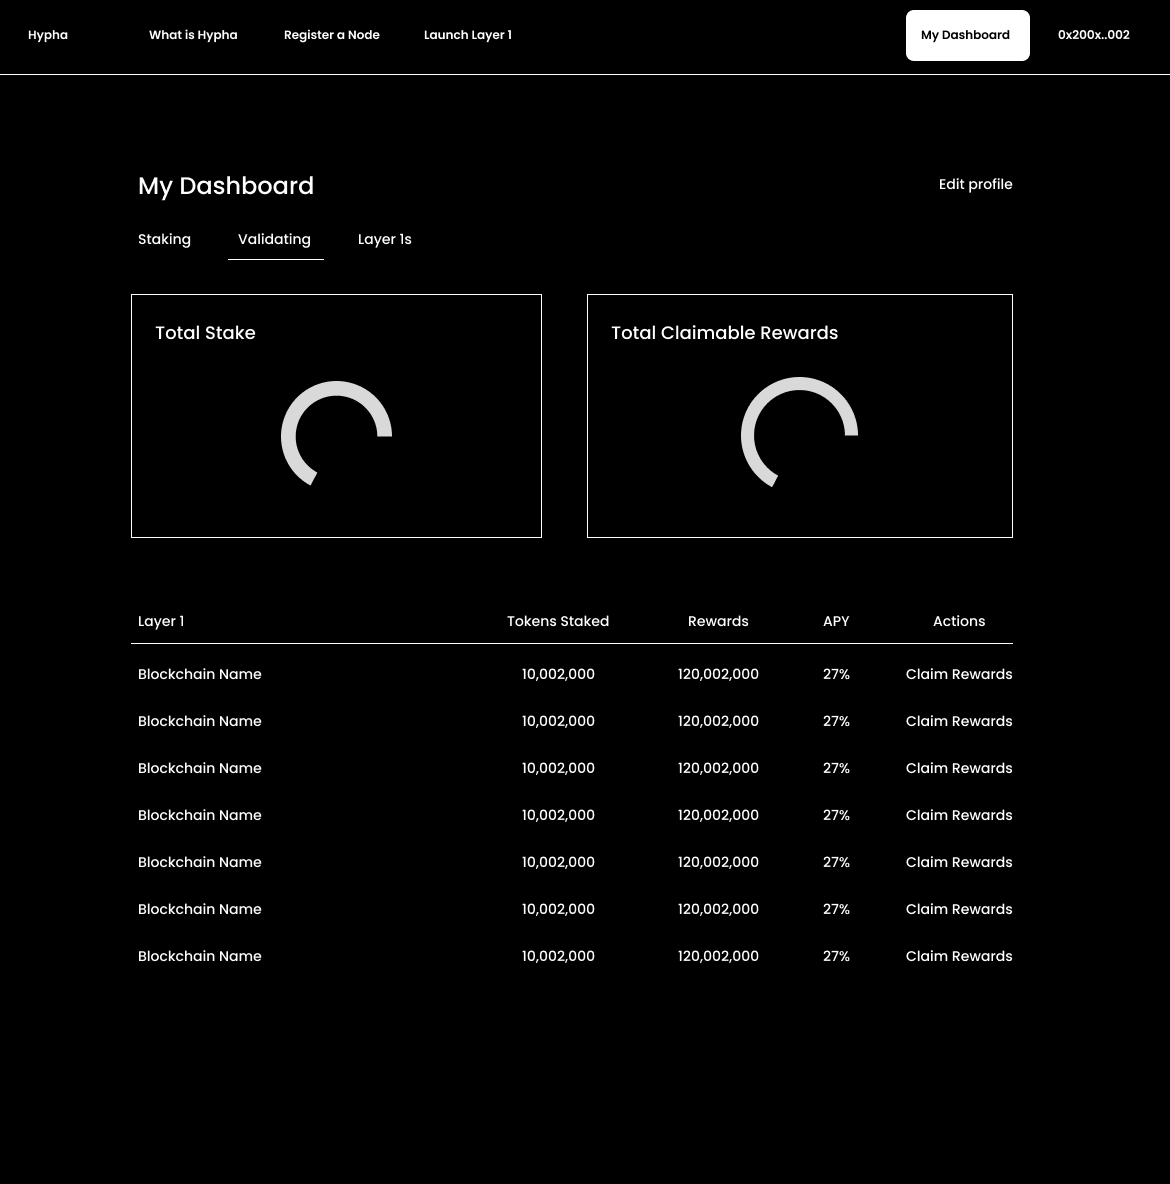 Hypha What is Hypha Register a Node Launch Layer 1 My Dashboard 0x200x..002
My Dashboard Edit profile
Staking Validating Layer 1s
Total Stake Total Claimable Rewards
Layer 1 Tokens Staked Rewards APY Actions
Blockchain Name 10,002,000 120,002,000 27% Claim Rewards
Blockchain Name 10,002,000 120,002,000 27% Claim Rewards
Blockchain Name 10,002,000 120,002,000 27% Claim Rewards
Blockchain Name 10,002,000 120,002,000 27% Claim Rewards
Blockchain Name 10,002,000 120,002,000 27% Claim Rewards
Blockchain Name 10,002,000 120,002,000 27% Claim Rewards
Blockchain Name 10,002,000 120,002,000 27% Claim Rewards